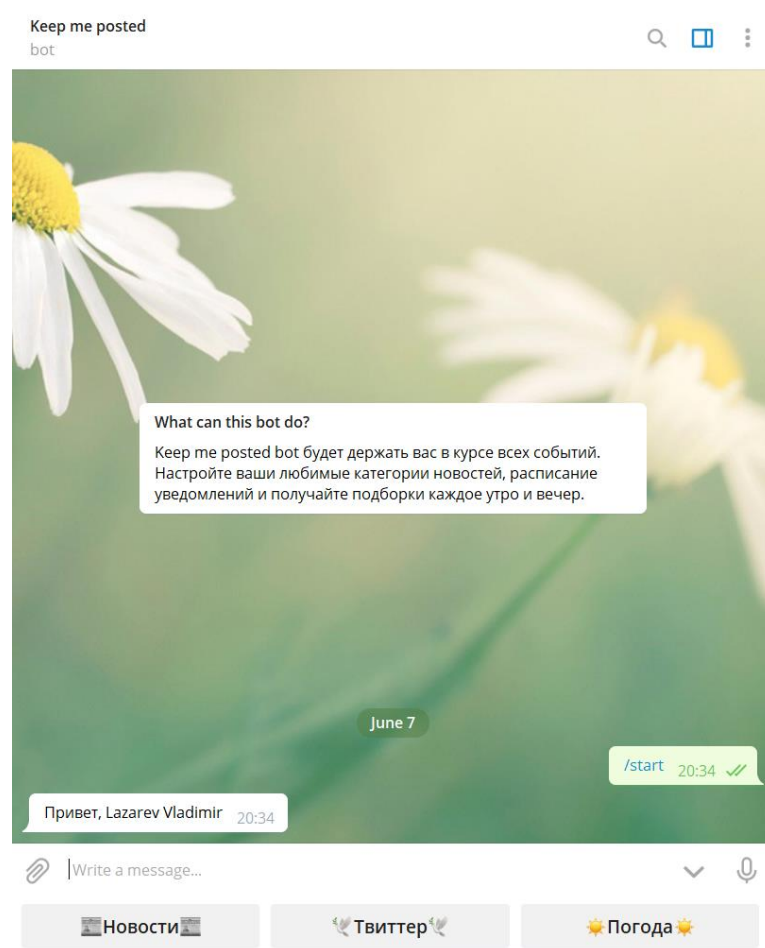 Keep me posted
bot
What can this bot do?
Keep me posted bot будет держать вас в курсе всех событий.
Настройте ваши любимые категории новостей, расписание
уведомлений и получайте подборки каждое утро и вечер.
June 7
/start 20:34
Привет, Lazarev Vladimir 20:34
Write a message...
📰Новости📰
🕊Твиттер🕊
☀️Погода☀️